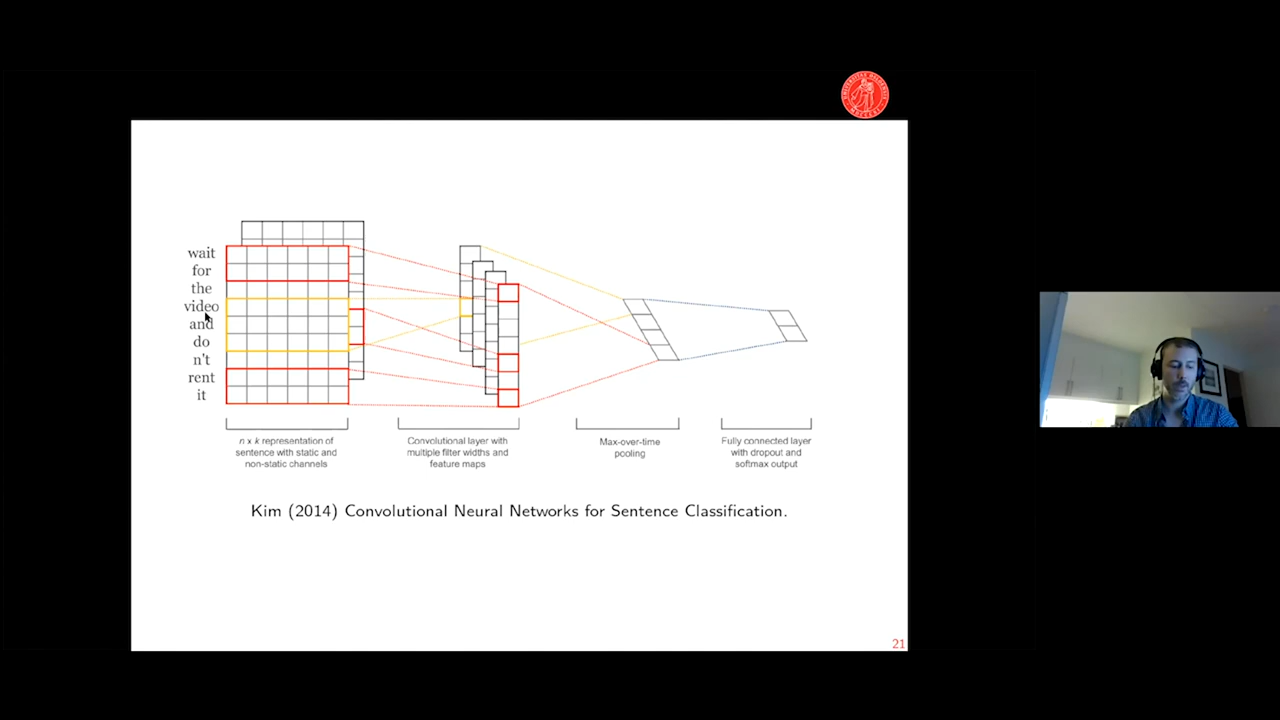 wait
for
the
video
and
do
n't
rent
it
n x k representation of
sentence with static and
non-static channels
Convolutional layer with
multiple filter widths and
feature maps
Max-over-time
pooling
Fully connected layer
with dropout and
softmax output
Kim (2014) Convolutional Neural Networks for Sentence Classification.
21